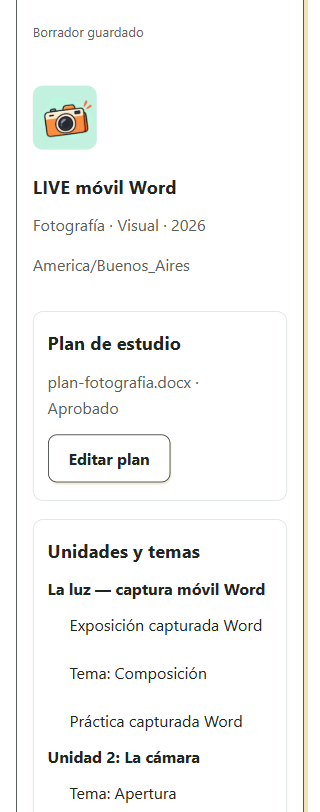 Borrador guardado
LIVE móvil Word
Fotografía · Visual · 2026
America/Buenos_Aires
Plan de estudio
plan-fotografia.docx ·
Aprobado
Editar plan
Unidades y temas
La luz — captura móvil Word
Exposición capturada Word
Tema: Composición
Práctica capturada Word
Unidad 2: La cámara
Tema: Apertura